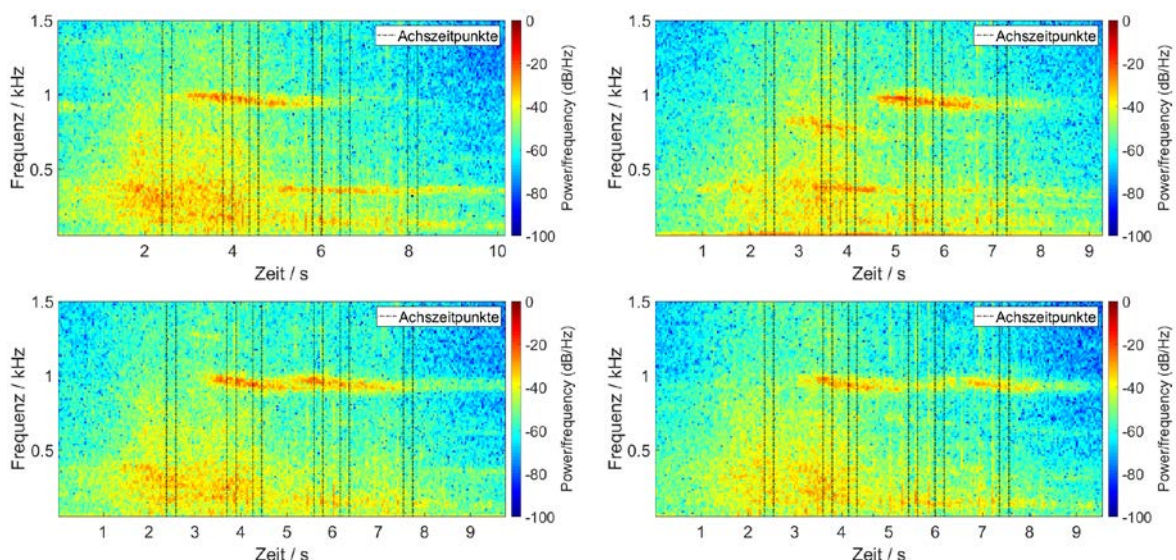 1.5
1
0.5
Frequenz / kHz
2 4 6 8 10
Zeit / s
Achszeitpunkte
0
-20
-40
-60
-80
-100
Power/frequency (dB/Hz)
1.5
1
0.5
Frequenz / kHz
1 2 3 4 5 6 7 8 9
Zeit / s
Achszeitpunkte
0
-20
-40
-60
-80
-100
Power/frequency (dB/Hz)
1.5
1
0.5
Frequenz / kHz
1 2 3 4 5 6 7 8 9
Zeit / s
Achszeitpunkte
0
-20
-40
-60
-80
-100
Power/frequency (dB/Hz)
1.5
1
0.5
Frequenz / kHz
1 2 3 4 5 6 7 8 9
Zeit / s
Achszeitpunkte
0
-20
-40
-60
-80
-100
Power/frequency (dB/Hz)